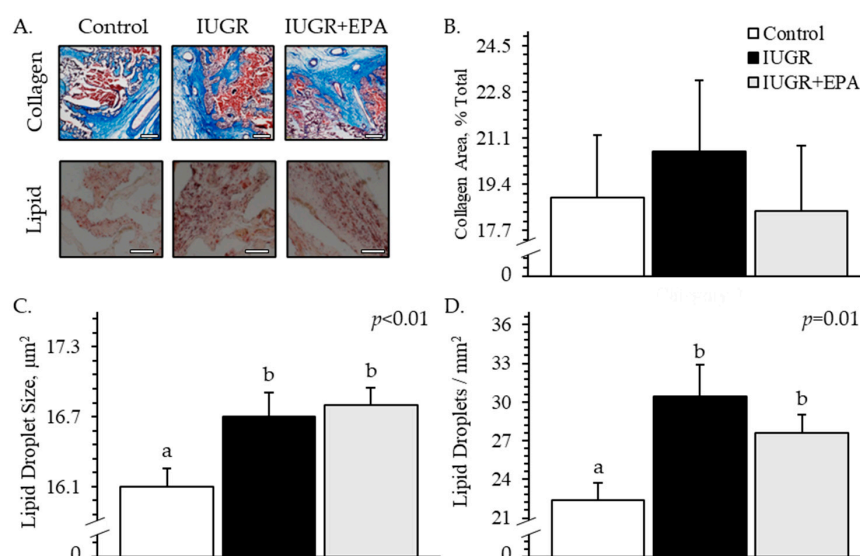 A.
Control
IUGR
IUGR+EPA
Collagen
Lipid
B.
Control
IUGR
IUGR+EPA
Collagen Area, % Total
24.5
22.8
21.1
19.4
17.7
0
C.
p<0.01
Lipid Droplet Size, µm²
17.3
16.7
16.1
0
a
b
b
D.
p=0.01
Lipid Droplets / mm²
36
33
30
27
24
21
0
a
b
b